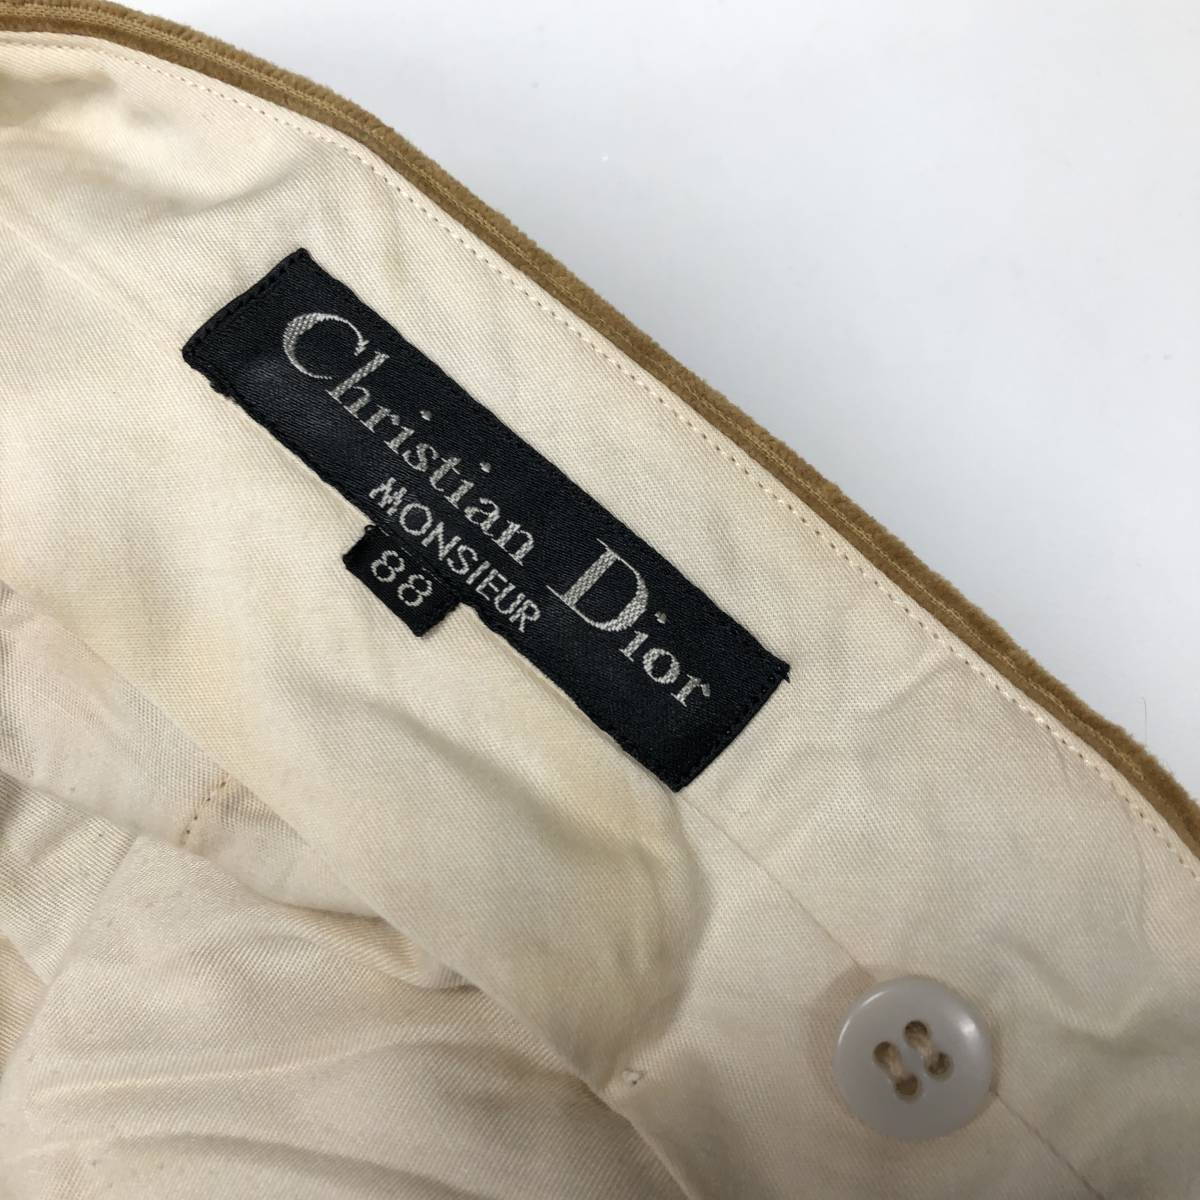 Christian Dior
MONSIEUR
88